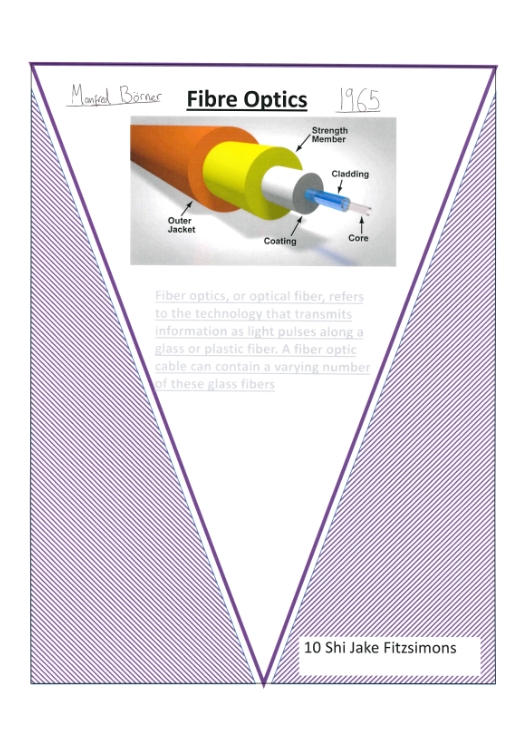 Manfred Börner Fibre Optics 1965
Strength
Member
Cladding
Outer
Jacket
Coating
Core
Fiber optics, or optical fiber, refers
to the technology that transmits
information as light pulses along a
glass or plastic fiber. A fiber optic
cable can contain a varying number
of these glass fibers
10 Shi Jake Fitzsimons